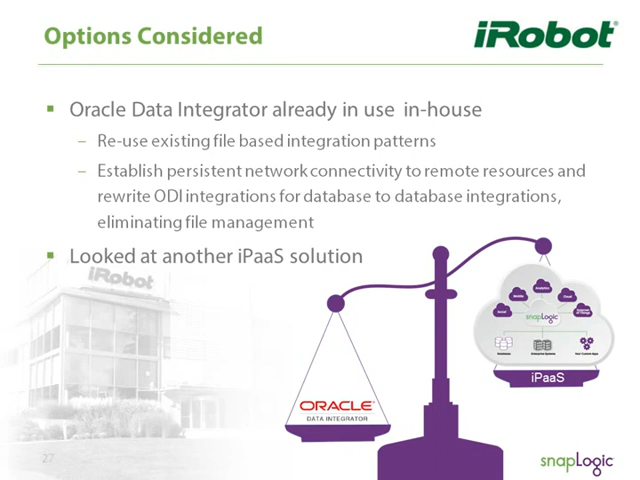 Options Considered
iRobot®
▪ Oracle Data Integrator already in use in-house
– Re-use existing file based integration patterns
– Establish persistent network connectivity to remote resources and
rewrite ODI integrations for database to database integrations,
eliminating file management
▪ Looked at another iPaaS solution
iRobot
Analytics
Mobile
Cloud
Social
snapLogic
Enterprise Systems
iPaaS
ORACLE
DATA INTEGRATOR
27
snapLogic